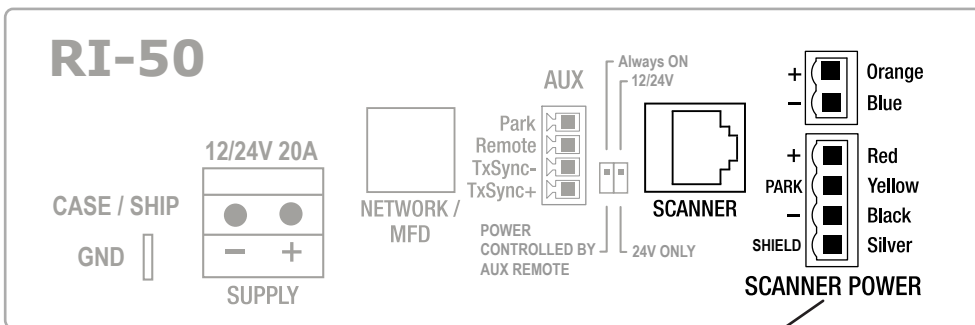 RI-50
12/24V 20A
CASE / SHIP
GND
− +
SUPPLY
NETWORK /
MFD
AUX
Park
Remote
TxSync-
TxSync+
Always ON
12/24V
POWER
CONTROLLED BY
AUX REMOTE
24V ONLY
SCANNER
+ Orange
− Blue
+ Red
PARK Yellow
− Black
SHIELD Silver
SCANNER POWER